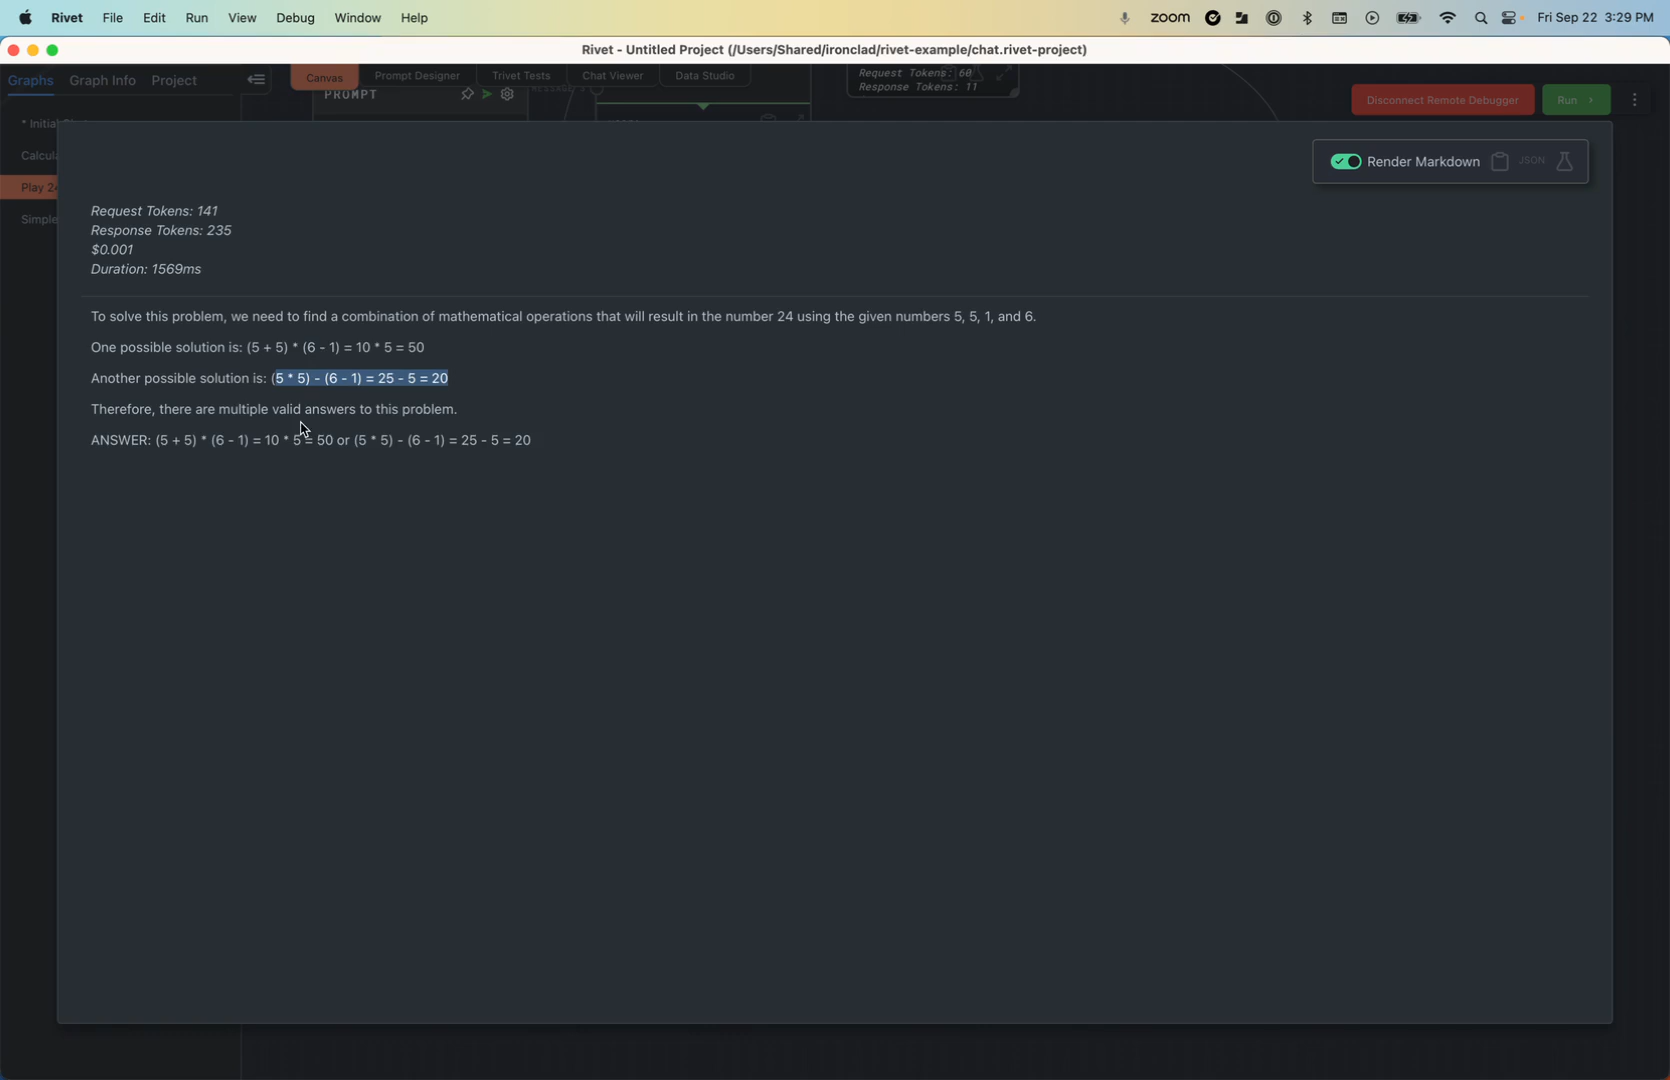 Rivet File Edit Run View Debug Window Help zoom Fri Sep 22 3:29 PM
Rivet - Untitled Project (/Users/Shared/ironclad/rivet-example/chat.rivet-project)
Graphs Graph Info Project Canvas Prompt Designer Trivet Tests Chat Viewer Data Studio
Request Tokens: 60
Response Tokens: 11
PROMPT
Disconnect Remote Debugger Run
Render Markdown JSON
Play 24
Simple
Request Tokens: 141
Response Tokens: 235
$0.001
Duration: 1569ms
To solve this problem, we need to find a combination of mathematical operations that will result in the number 24 using the given numbers 5, 5, 1, and 6.
One possible solution is: (5 + 5) * (6 - 1) = 10 * 5 = 50
Another possible solution is: (5 * 5) - (6 - 1) = 25 - 5 = 20
Therefore, there are multiple valid answers to this problem.
ANSWER: (5 + 5) * (6 - 1) = 10 * 5 = 50 or (5 * 5) - (6 - 1) = 25 - 5 = 20